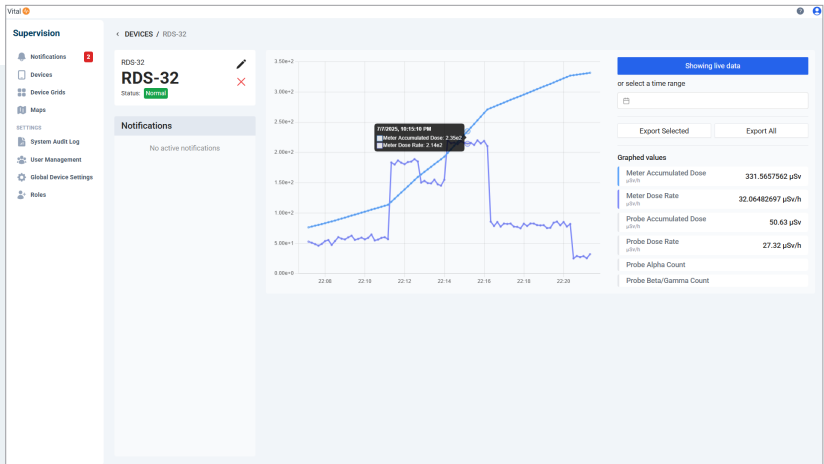 Vital
Supervision
Notifications 2
Devices
Device Grids
Maps
SETTINGS
System Audit Log
User Management
Global Device Settings
Roles
‹ DEVICES / RDS-32
RDS-32
RDS-32
Status: Normal
Notifications
No active notifications
3.50e+2
3.00e+2
2.50e+2
2.00e+2
1.50e+2
1.00e+2
5.00e+1
0.00e+0
22:08 22:10 22:12 22:14 22:16 22:18 22:20
7/7/2025, 10:15:10 PM
Meter Accumulated Dose: 2.35e2
Meter Dose Rate: 2.14e2
Showing live data
or select a time range
Export Selected Export All
Graphed values
Meter Accumulated Dose 331.5657562 µSv
µSv/h
Meter Dose Rate 32.06482697 µSv/h
µSv/h
Probe Accumulated Dose 50.63 µSv
µSv/h
Probe Dose Rate 27.32 µSv/h
µSv/h
Probe Alpha Count
Probe Beta/Gamma Count